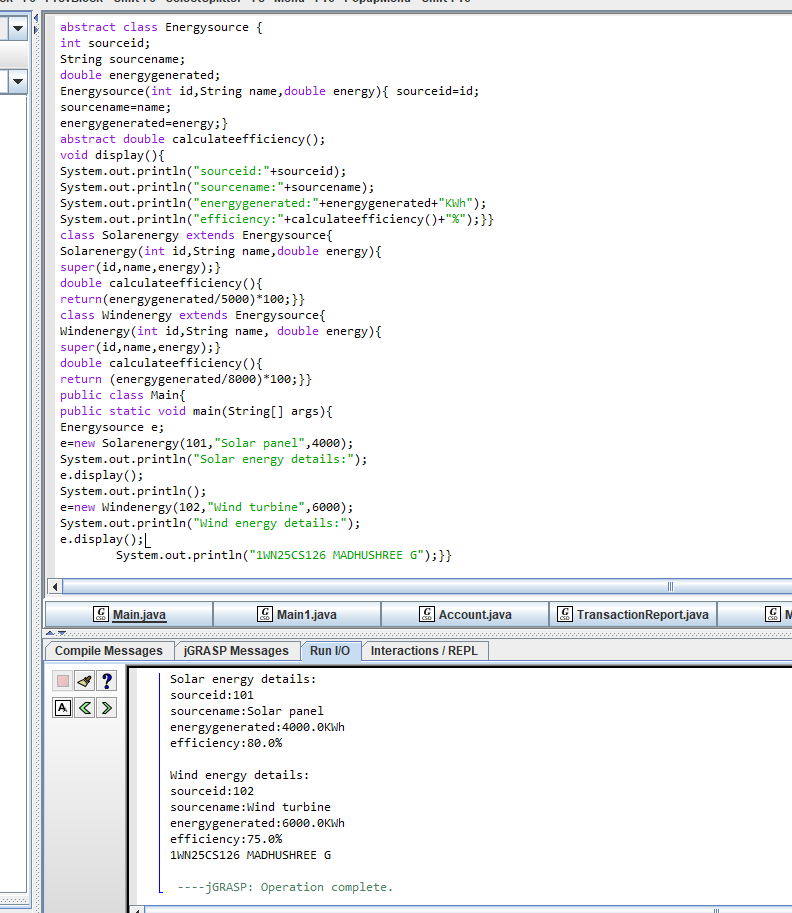 abstract class Energysource {
int sourceid;
String sourcename;
double energygenerated;
Energysource(int id,String name,double energy){ sourceid=id;
sourcename=name;
energygenerated=energy;}
abstract double calculateefficiency();
void display(){
System.out.println("sourceid:"+sourceid);
System.out.println("sourcename:"+sourcename);
System.out.println("energygenerated:"+energygenerated+"KWh");
System.out.println("efficiency:"+calculateefficiency()+"%");}}
class Solarenergy extends Energysource{
Solarenergy(int id,String name,double energy){
super(id,name,energy);}
double calculateefficiency(){
return(energygenerated/5000)*100;}}
class Windenergy extends Energysource{
Windenergy(int id,String name, double energy){
super(id,name,energy);}
double calculateefficiency(){
return (energygenerated/8000)*100;}}
public class Main{
public static void main(String[] args){
Energysource e;
e=new Solarenergy(101,"Solar panel",4000);
System.out.println("Solar energy details:");
e.display();
System.out.println();
e=new Windenergy(102,"Wind turbine",6000);
System.out.println("Wind energy details:");
e.display();
System.out.println("1WN25CS126 MADHUSHREE G");}}
Main.java Main1.java Account.java TransactionReport.java
Compile Messages jGRASP Messages Run I/O Interactions / REPL
Solar energy details:
sourceid:101
sourcename:Solar panel
energygenerated:4000.0KWh
efficiency:80.0%
Wind energy details:
sourceid:102
sourcename:Wind turbine
energygenerated:6000.0KWh
efficiency:75.0%
1WN25CS126 MADHUSHREE G
----jGRASP: Operation complete.